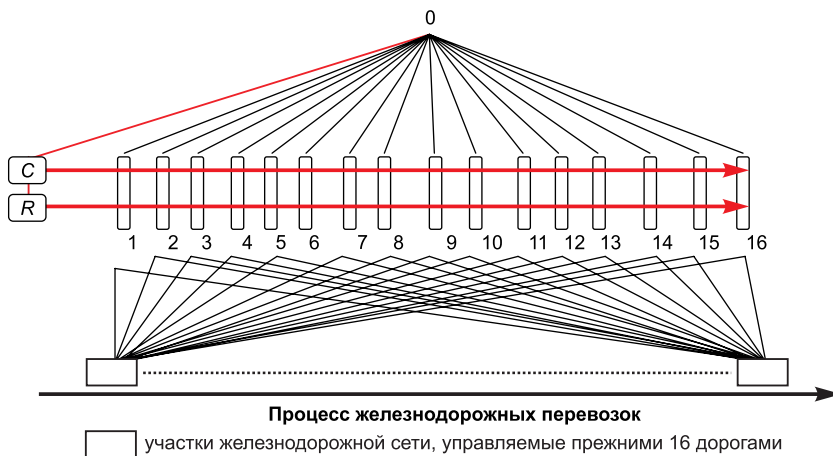 0
C
R
1 2 3 4 5 6 7 8 9 10 11 12 13 14 15 16
Процесс железнодорожных перевозок
участки железнодорожной сети, управляемые прежними 16 дорогами